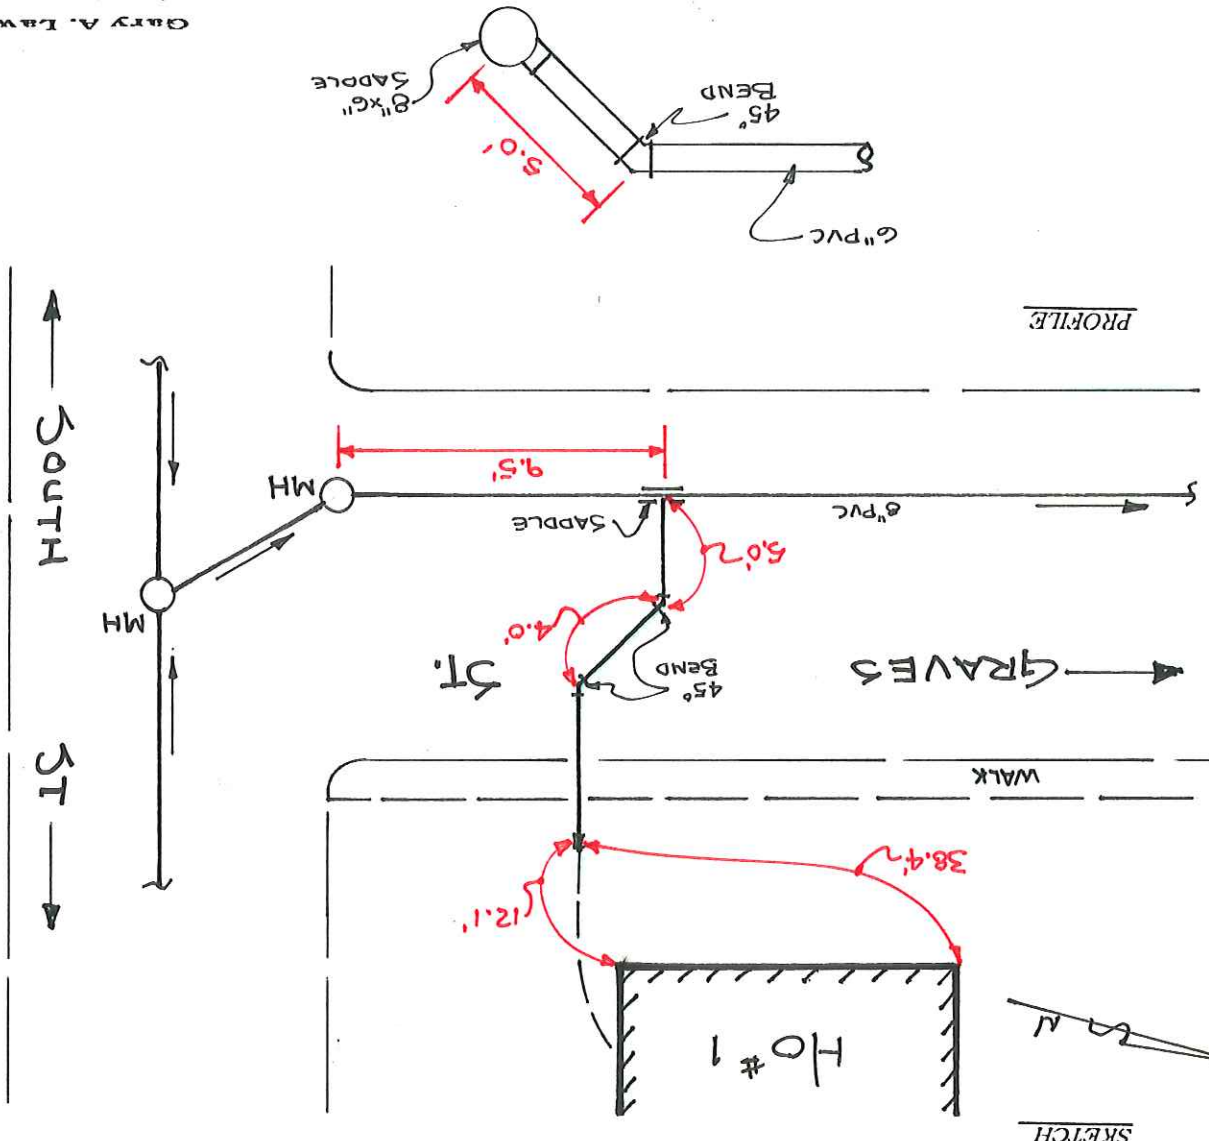 SKETCH
N
H/O #1
38.4'
12.1'
WALK
GRAVES ST.
45°
BEND
4.0'
5.0'
SADDLE
8" PVC
9.5'
MH
MH
SOUTH ST
PROFILE
6" PVC
45°
BEND
5.0'
8"x6"
SADDLE
Gary A. Law